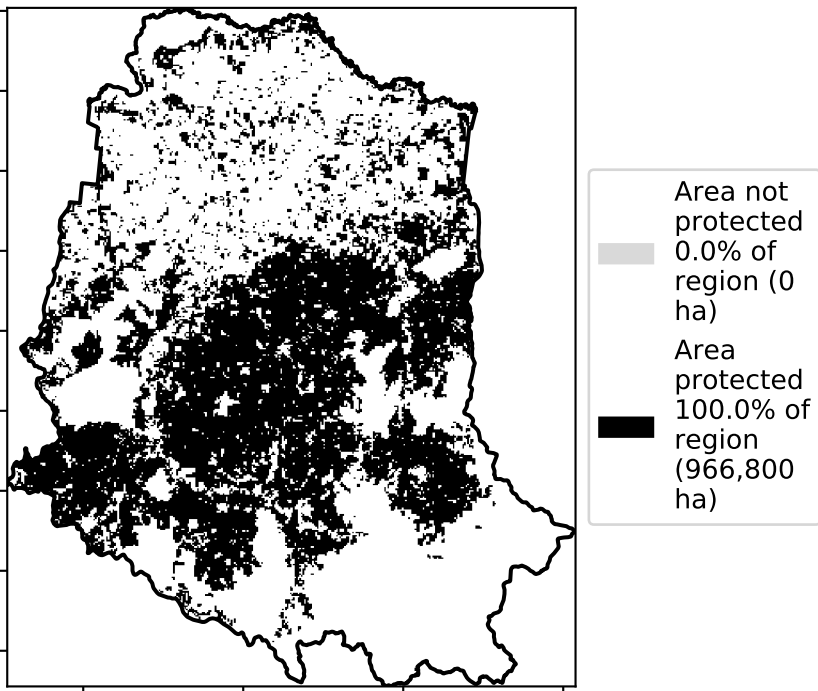 Area not
protected
0.0% of
region (0
ha)
Area
protected
100.0% of
region
(966,800
ha)